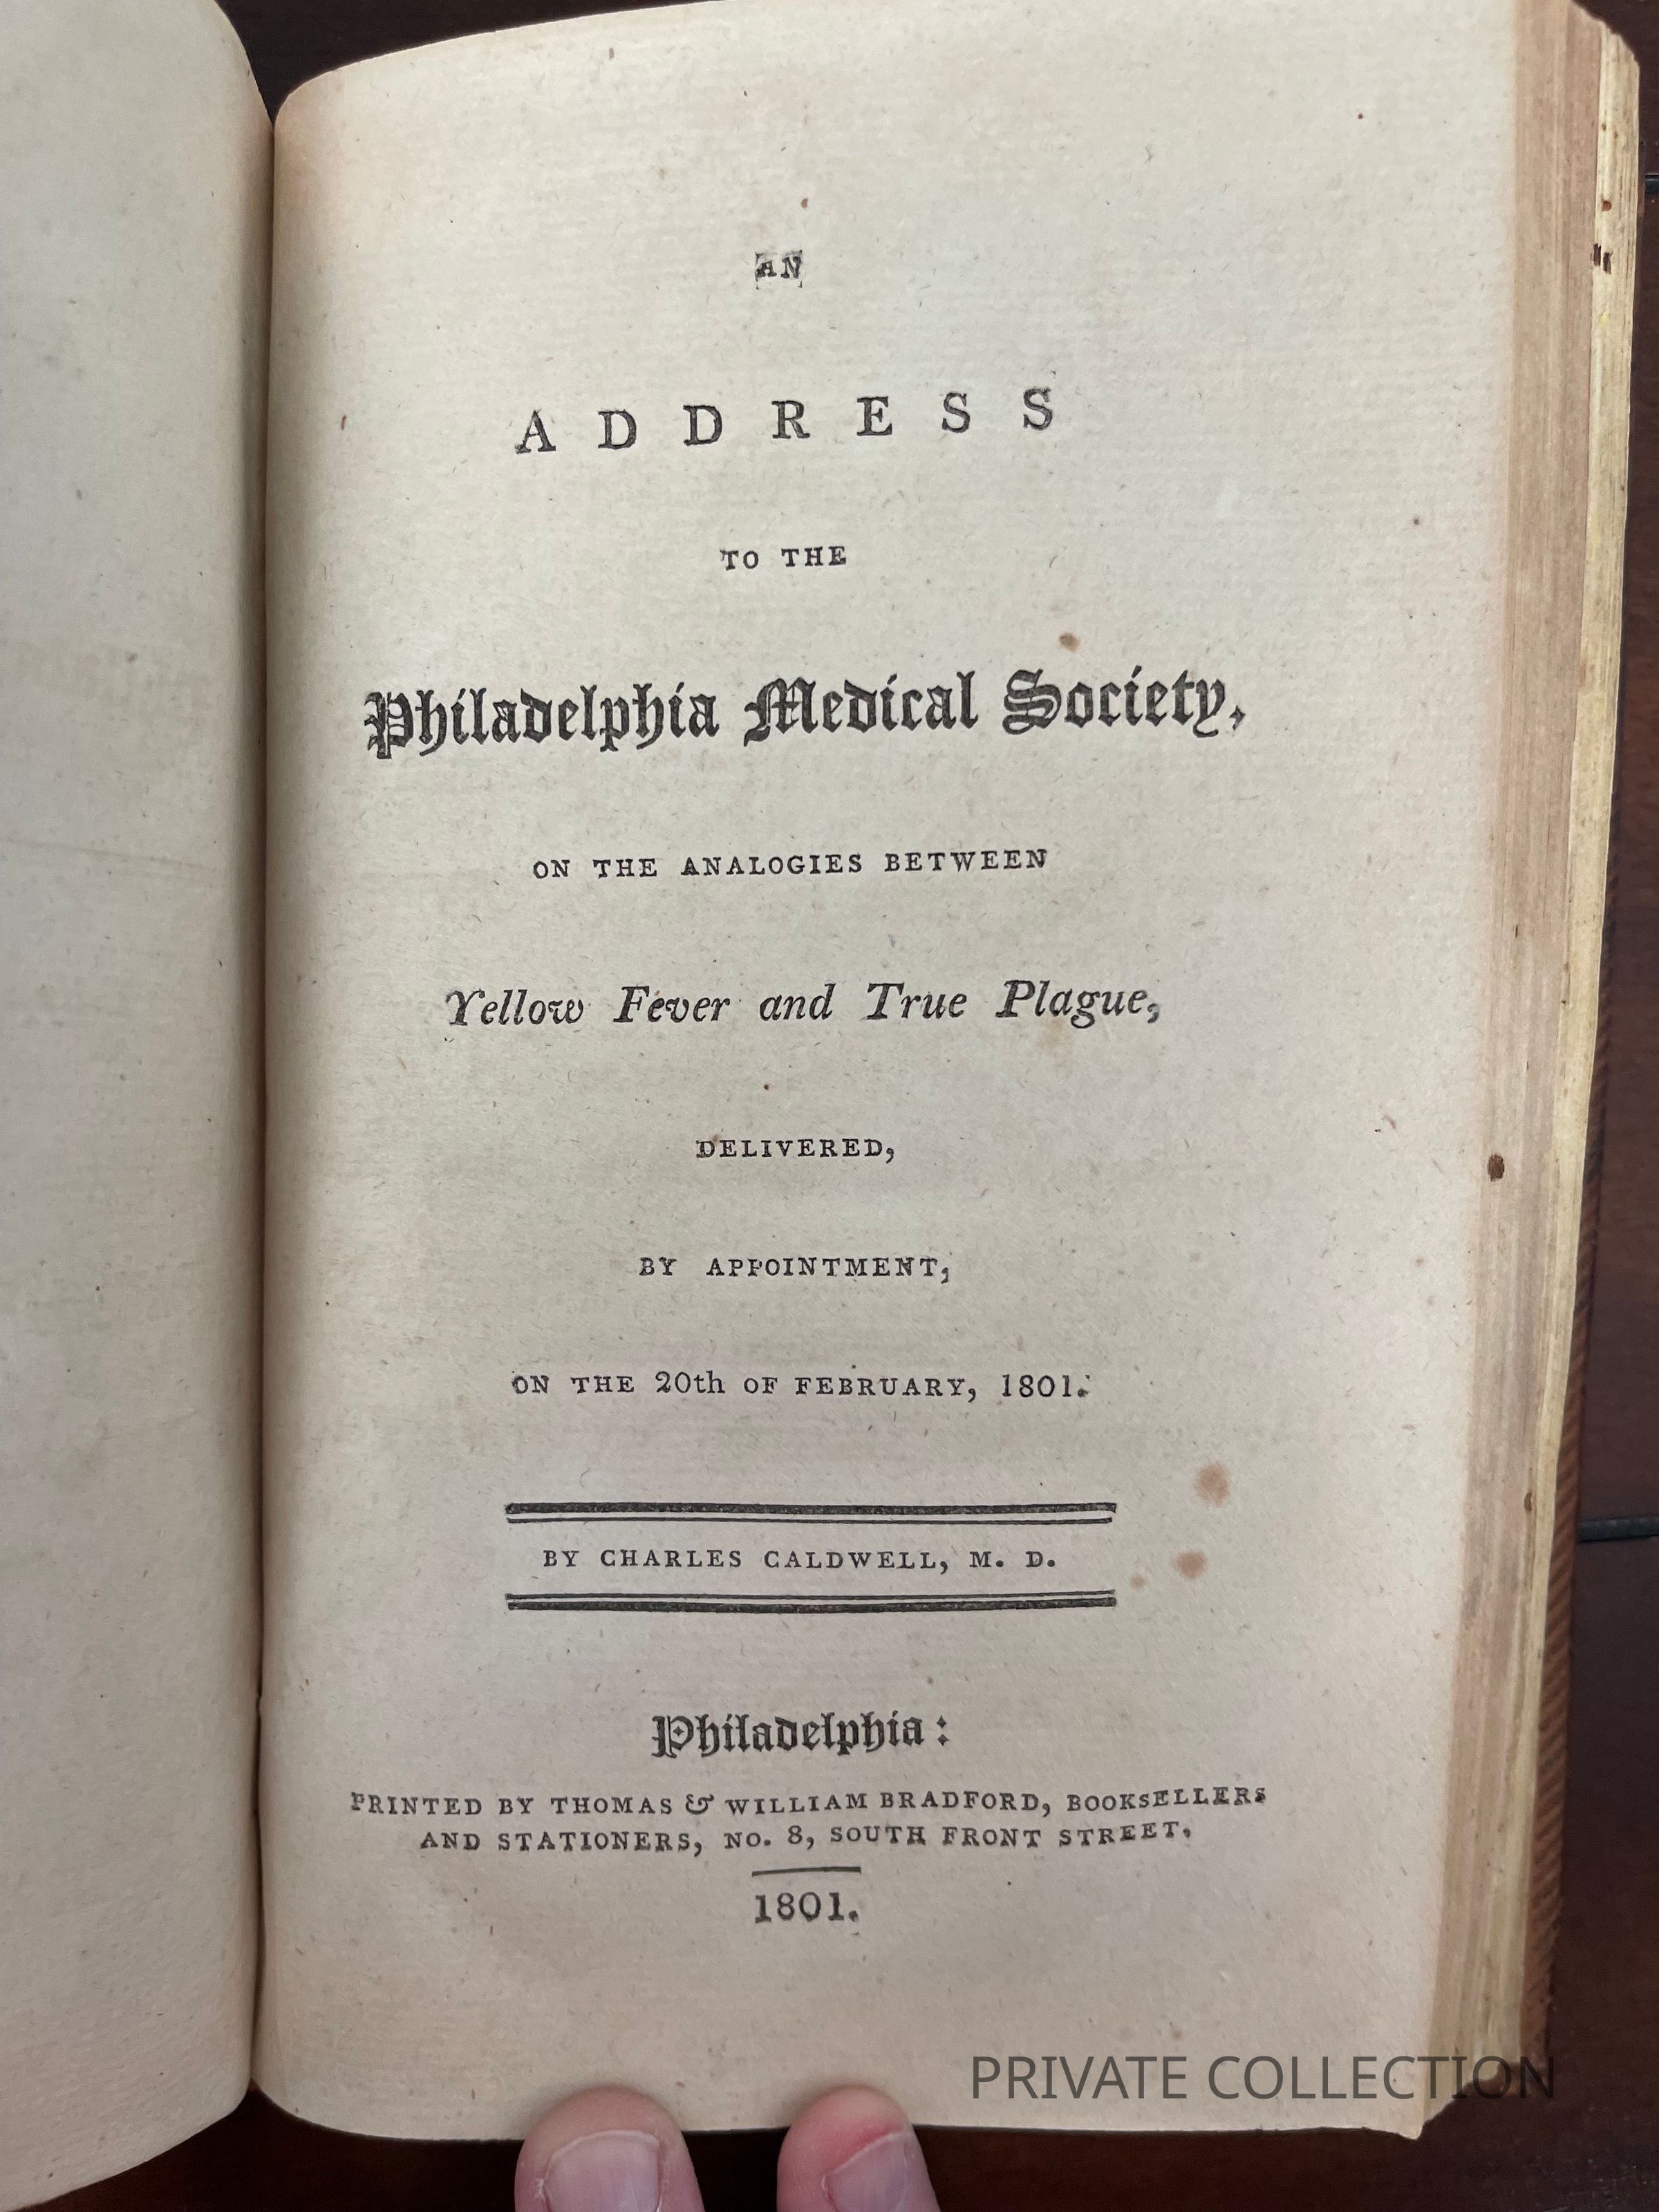 AN
ADDRESS
TO THE
Philadelphia Medical Society,
ON THE ANALOGIES BETWEEN
Yellow Fever and True Plague,
DELIVERED,
BY APPOINTMENT,
ON THE 20th OF FEBRUARY, 1801.
BY CHARLES CALDWELL, M. D.
Philadelphia:
PRINTED BY THOMAS & WILLIAM BRADFORD, BOOKSELLERS
AND STATIONERS, NO. 8, SOUTH FRONT STREET.
1801.
PRIVATE COLLECTION